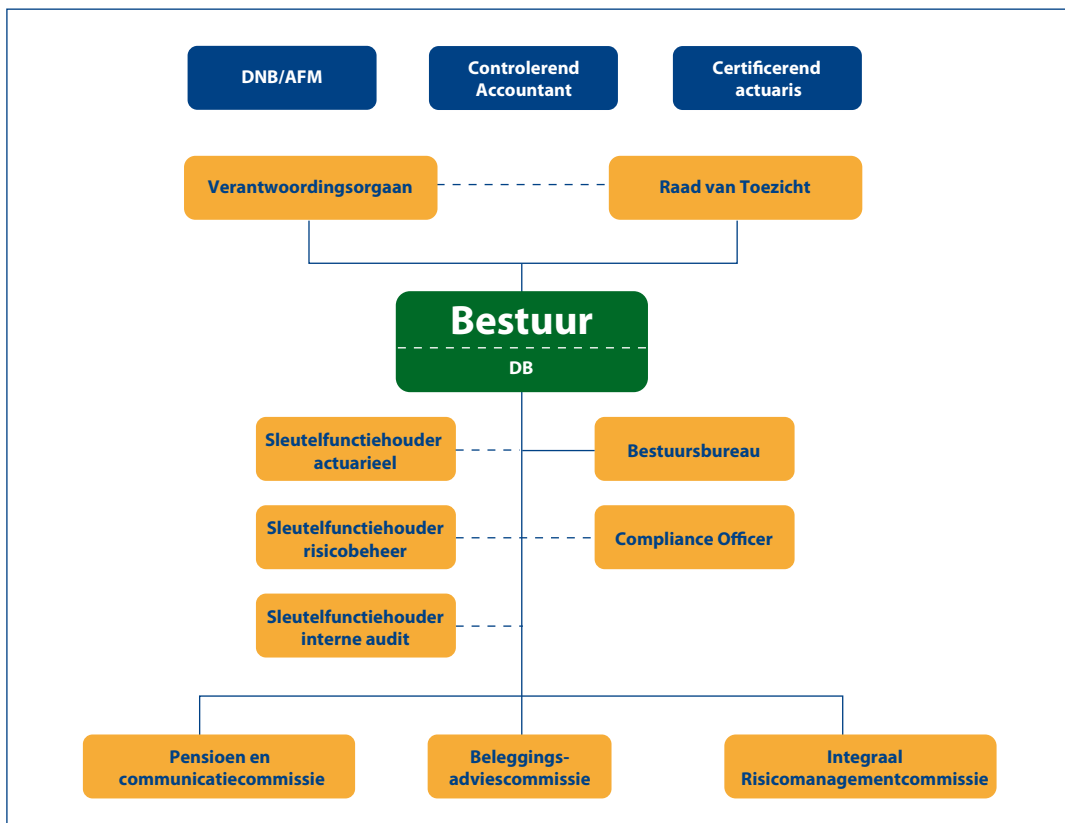 DNB/AFM
Controlerend
Accountant
Certificerend
actuaris
Verantwoordingsorgaan
Raad van Toezicht
Bestuur
DB
Sleutelfunctiehouder
actuarieel
Bestuursbureau
Sleutelfunctiehouder
risicobeheer
Compliance Officer
Sleutelfunctiehouder
interne audit
Pensioen en
communicatiecommissie
Beleggings-
adviescommissie
Integraal
Risicomanagementcommissie